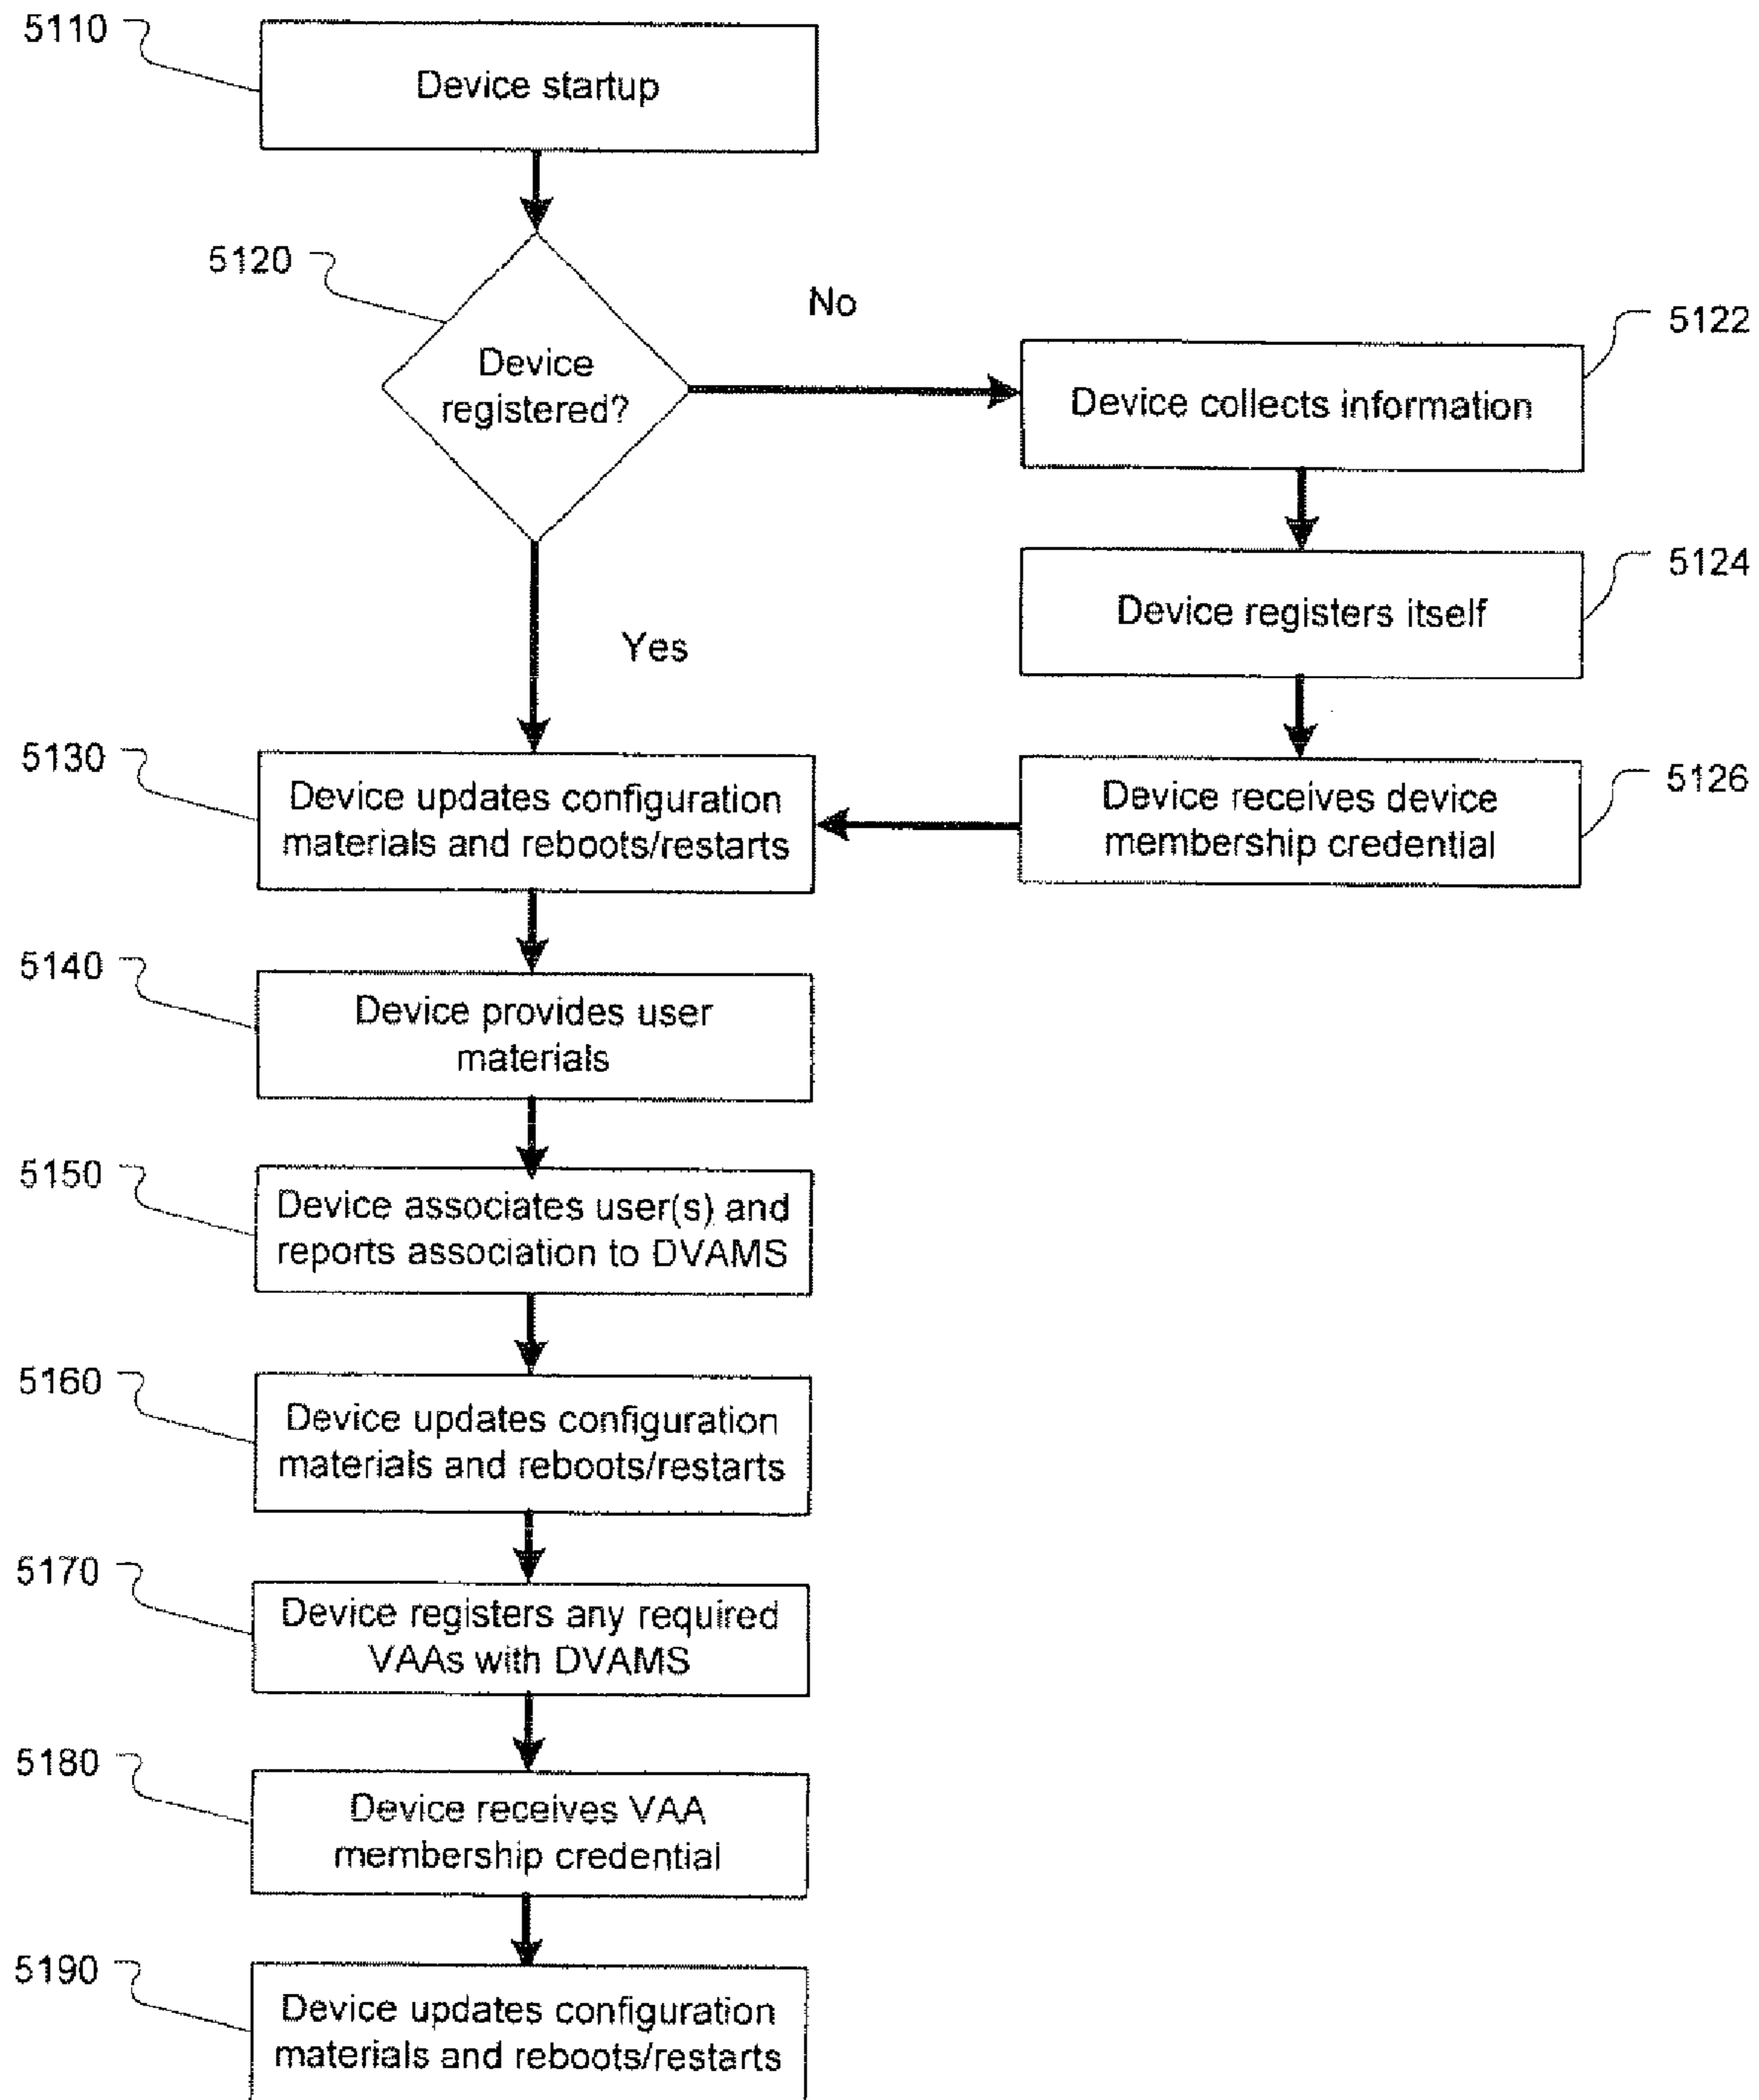 5110
Device startup
5120
No
Device
registered?
5122
Device collects information
5124
Device registers itself
Yes
5130
Device updates configuration
materials and reboots/restarts
5126
Device receives device
membership credential
5140
Device provides user
materials
5150
Device associates user(s) and
reports association to DVAMS
5160
Device updates configuration
materials and reboots/restarts
5170
Device registers any required
VAAs with DVAMS
5180
Device receives VAA
membership credential
5190
Device updates configuration
materials and reboots/restarts